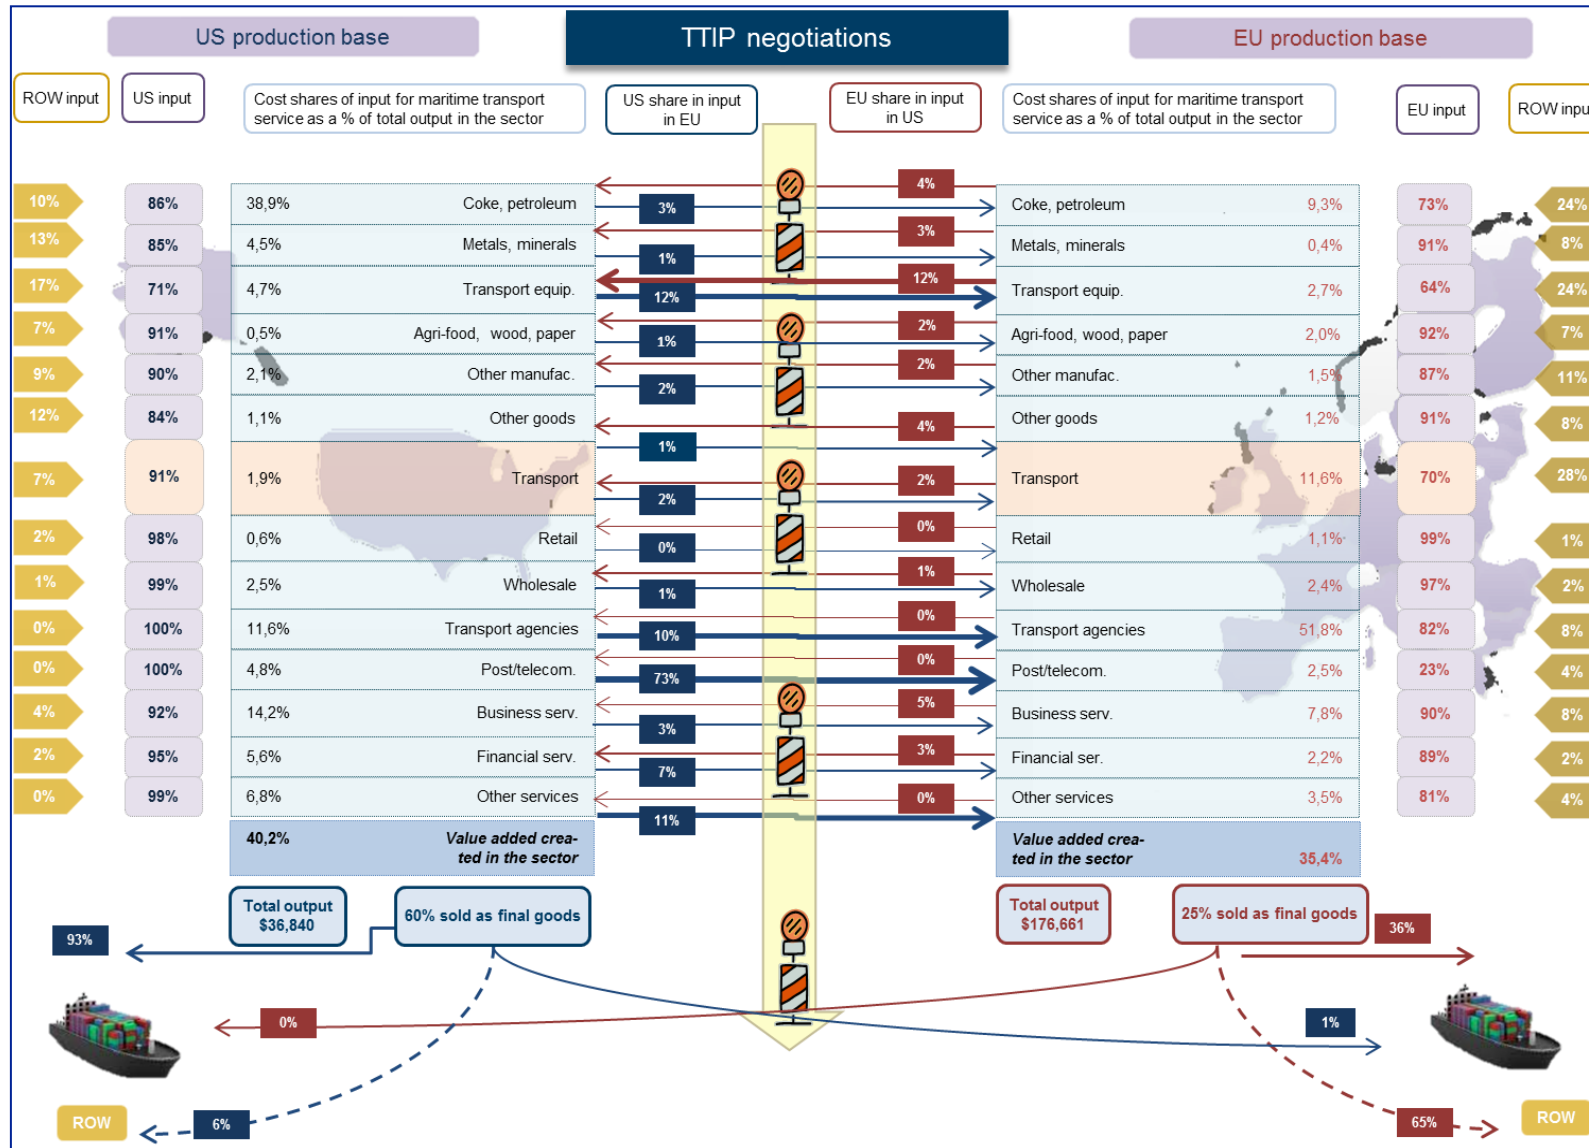 US production base
TTIP negotiations
EU production base
ROW input
US input
Cost shares of input for maritime transport
service as a % of total output in the sector
US share in input
in EU
EU share in input
in US
Cost shares of input for maritime transport
service as a % of total output in the sector
EU input
ROW input
10% 86% 38,9% Coke, petroleum 3% 4% Coke, petroleum 9,3% 73% 24%
13% 85% 4,5% Metals, minerals 1% 3% Metals, minerals 0,4% 91% 8%
17% 71% 4,7% Transport equip. 12% 12% Transport equip. 2,7% 64% 24%
7% 91% 0,5% Agri-food, wood, paper 1% 2% Agri-food, wood, paper 2,0% 92% 7%
9% 90% 2,1% Other manufac. 2% 2% Other manufac. 1,5% 87% 11%
12% 84% 1,1% Other goods 1% 4% Other goods 1,2% 91% 8%
7% 91% 1,9% Transport 2% 2% Transport 11,6% 70% 28%
2% 98% 0,6% Retail 0% 0% Retail 1,1% 99% 1%
1% 99% 2,5% Wholesale 1% 1% Wholesale 2,4% 97% 2%
0% 100% 11,6% Transport agencies 10% 0% Transport agencies 51,8% 82% 8%
0% 100% 4,8% Post/telecom. 73% 0% Post/telecom. 2,5% 23% 4%
4% 92% 14,2% Business serv. 3% 5% Business serv. 7,8% 90% 8%
2% 95% 5,6% Financial serv. 7% 3% Financial ser. 2,2% 89% 2%
0% 99% 6,8% Other services 11% 0% Other services 3,5% 81% 4%
40,2% Value added crea-
ted in the sector
Value added crea-
ted in the sector 35,4%
Total output
$36,840
60% sold as final goods
Total output
$176,661
25% sold as final goods
93%
36%
0%
1%
ROW
6%
65%
ROW